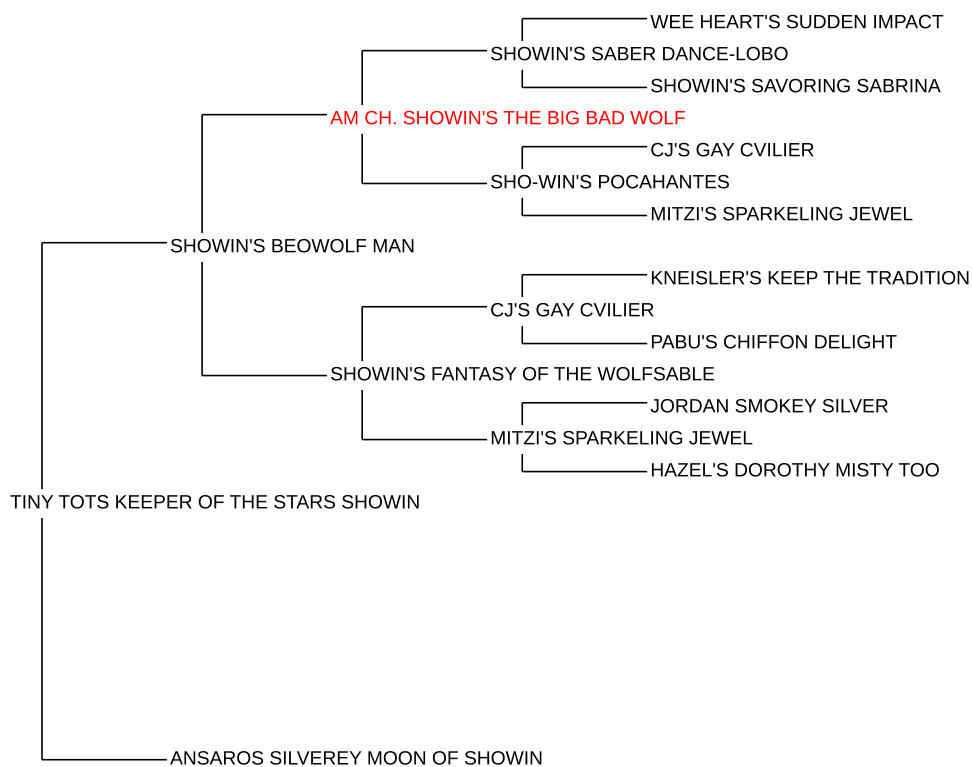 WEE HEART'S SUDDEN IMPACT
SHOWIN'S SABER DANCE-LOBO
SHOWIN'S SAVORING SABRINA
AM CH. SHOWIN'S THE BIG BAD WOLF
CJ'S GAY CVILIER
SHO-WIN'S POCAHANTES
MITZI'S SPARKELING JEWEL
SHOWIN'S BEOWOLF MAN
KNEISLER'S KEEP THE TRADITION
CJ'S GAY CVILIER
PABU'S CHIFFON DELIGHT
SHOWIN'S FANTASY OF THE WOLFSABLE
JORDAN SMOKEY SILVER
MITZI'S SPARKELING JEWEL
HAZEL'S DOROTHY MISTY TOO
TINY TOTS KEEPER OF THE STARS SHOWIN
ANSAROS SILVEREY MOON OF SHOWIN